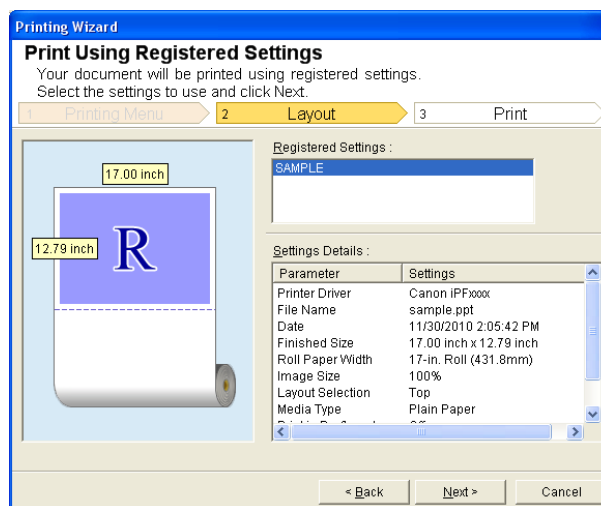 Printing Wizard
Print Using Registered Settings
Your document will be printed using registered settings.
Select the settings to use and click Next.
1 Printing Menu 2 Layout 3 Print
Registered Settings :
SAMPLE
17.00 inch
12.79 inch
R
Settings Details :
Parameter Settings
Printer Driver Canon iPFxxxx
File Name sample.ppt
Date 11/30/2010 2:05:42 PM
Finished Size 17.00 inch x 12.79 inch
Roll Paper Width 17-in. Roll (431.8mm)
Image Size 100%
Layout Selection Top
Media Type Plain Paper
< Back Next > Cancel